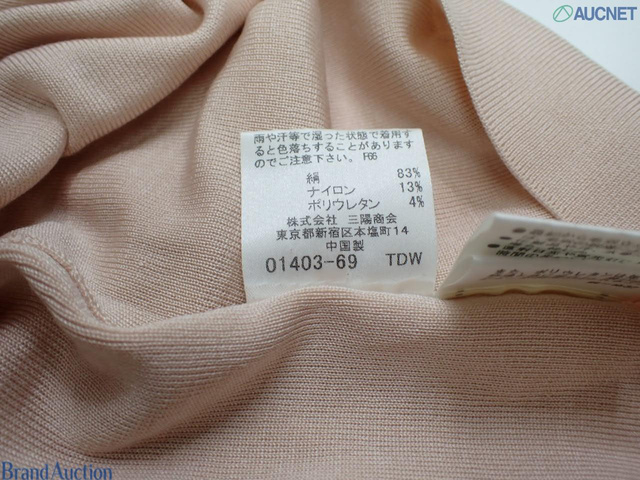 AUCNET
雨や汗等で湿った状態で着用す
ると色落ちすることがあります
のでご注意下さい。 F66
絹 83%
ナイロン 13%
ポリウレタン 4%
株式会社 三陽商会
東京都新宿区本塩町14
中国製
01403-69 TDW
Brand Auction